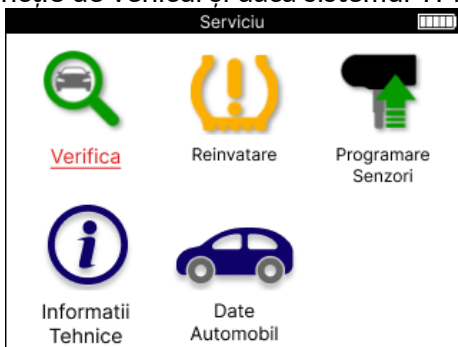 Serviciu
Verifica
Reinvatare
Programare
Senzori
Informatii
Tehnice
Date
Automobil